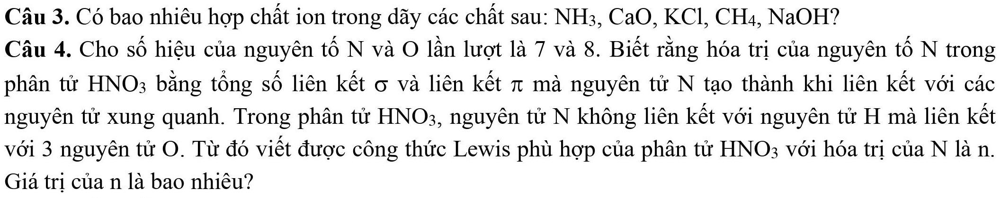 Câu 3. Có bao nhiêu hợp chất ion trong dãy các chất sau: NH₃, CaO, KCl, CH₄, NaOH?
Câu 4. Cho số hiệu của nguyên tố N và O lần lượt là 7 và 8. Biết rằng hóa trị của nguyên tố N trong
phân tử HNO₃ bằng tổng số liên kết σ và liên kết π mà nguyên tử N tạo thành khi liên kết với các
nguyên tử xung quanh. Trong phân tử HNO₃, nguyên tử N không liên kết với nguyên tử H mà liên kết
với 3 nguyên tử O. Từ đó viết được công thức Lewis phù hợp của phân tử HNO₃ với hóa trị của N là n.
Giá trị của n là bao nhiêu?